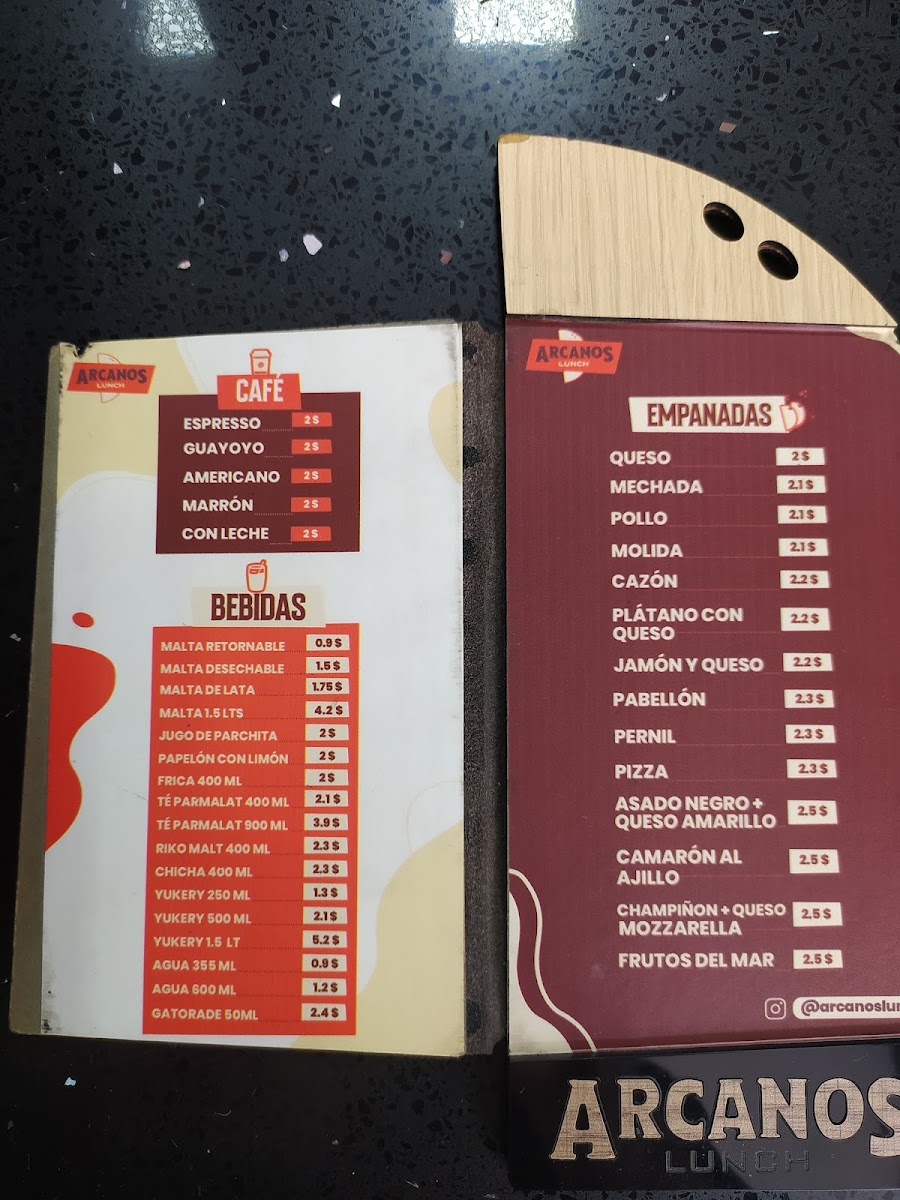 ARCANOS
LUNCH
CAFÉ
ESPRESSO 2 $
GUAYOYO 2 $
AMERICANO 2 $
MARRÓN 2 $
CON LECHE 2 $
BEBIDAS
MALTA RETORNABLE 0.9 $
MALTA DESECHABLE 1.5 $
MALTA DE LATA 1.75 $
MALTA 1.5 LTS 4.2 $
JUGO DE PARCHITA 2 $
PAPELÓN CON LIMÓN 2 $
FRICA 400 ML 2 $
TÉ PARMALAT 400 ML 2.1 $
TÉ PARMALAT 900 ML 3.9 $
RIKO MALT 400 ML 2.3 $
CHICHA 400 ML 2.3 $
YUKERY 250 ML 1.3 $
YUKERY 500 ML 2.1 $
YUKERY 1.5 LT 5.2 $
AGUA 355 ML 0.9 $
AGUA 600 ML 1.2 $
GATORADE 50ML 2.4 $
ARCANOS
LUNCH
EMPANADAS
QUESO 2 $
MECHADA 2.1 $
POLLO 2.1 $
MOLIDA 2.1 $
CAZÓN 2.2 $
PLÁTANO CON
QUESO 2.2 $
JAMÓN Y QUESO 2.2 $
PABELLÓN 2.3 $
PERNIL 2.3 $
PIZZA 2.3 $
ASADO NEGRO +
QUESO AMARILLO 2.5 $
CAMARÓN AL
AJILLO 2.5 $
CHAMPIÑON + QUESO
MOZZARELLA 2.5 $
FRUTOS DEL MAR 2.5 $
@arcanoslun
ARCANOS
LUNCH